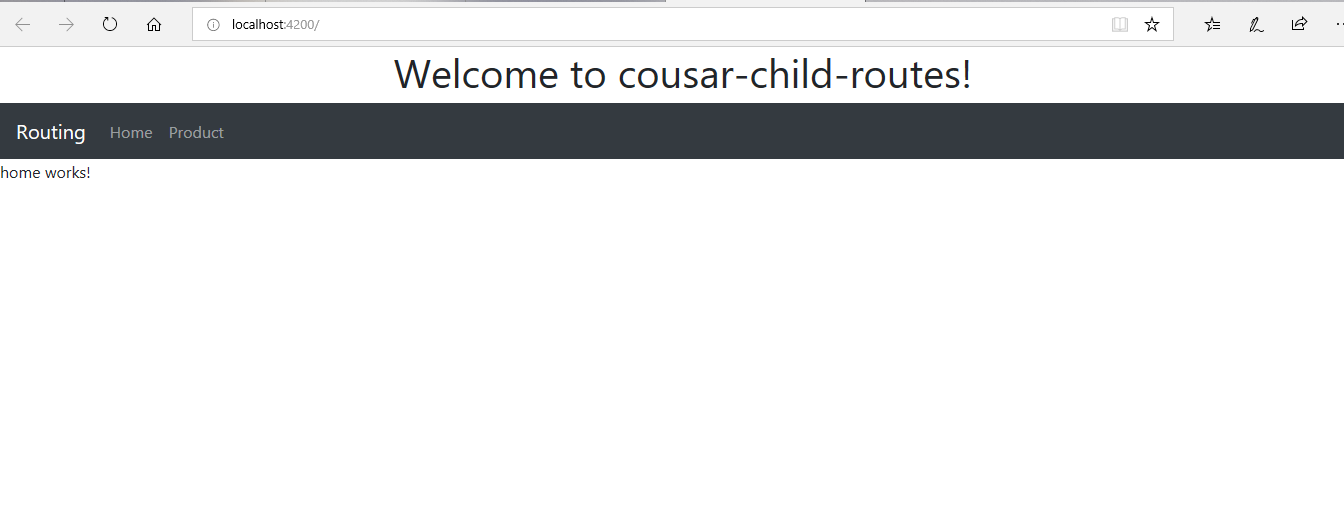 localhost:4200/
Welcome to cousar-child-routes!
Routing Home Product
home works!